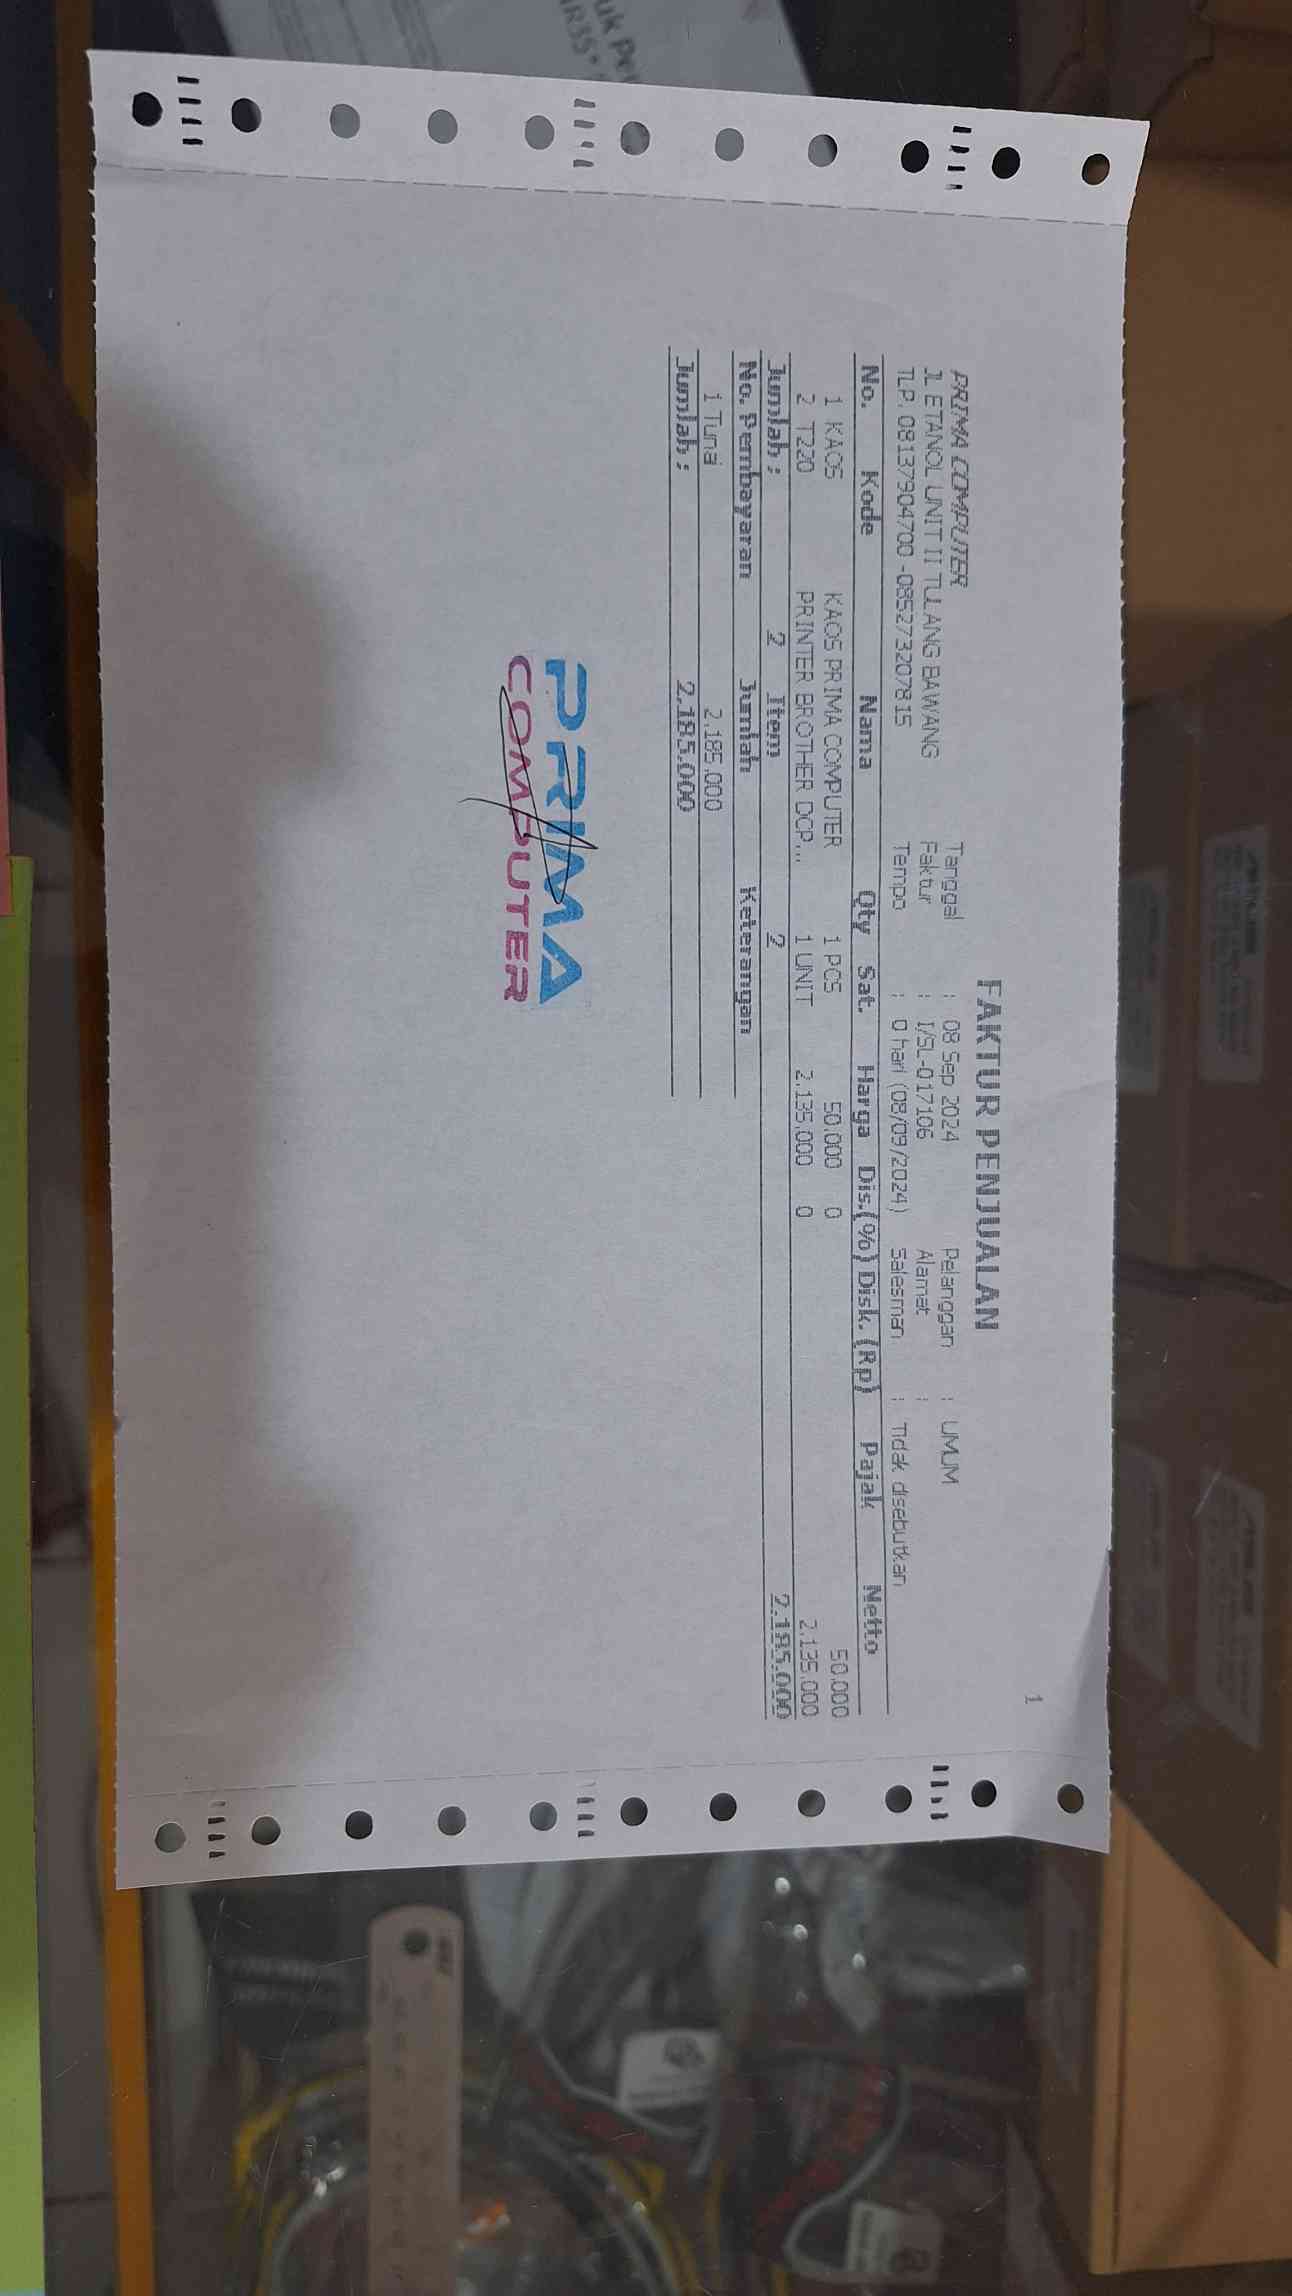 1
FAKTUR PENJUALAN
PRIMA COMPUTER Tanggal : 08 Sep 2024 Pelanggan : UMUM
JL ETANOL UNIT II TULANG BAWANG Faktur : I/SL-017106 Alamat :
TLP. 08137904700 -085273207815 Tempo : 0 hari (08/09/2024) Salesman : Tidak disebutkan
No. Kode Nama Qty Sat. Harga Dis.(%) Disk.(Rp) Pajak Netto
1 KAOS KAOS PRIMA COMPUTER 1 PCS 50.000 0 50.000
2 T220 PRINTER BROTHER DCP... 1 UNIT 2.135.000 0 2.135.000
Jumlah : 2 Item 2 2.185.000
No. Pembayaran Jumlah Keterangan
1 Tunai 2.185.000
Jumlah : 2.185.000
PRIMA
COMPUTER
uk Pe